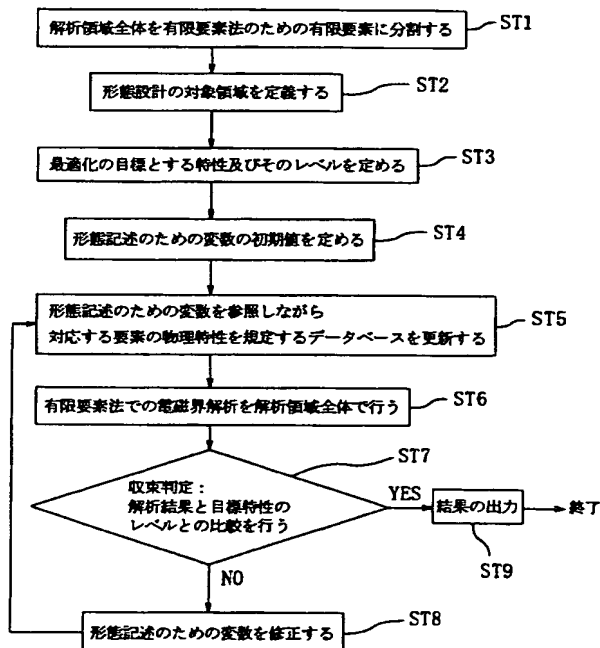 解析領域全体を有限要素法のための有限要素に分割する
ST1
形態設計の対象領域を定義する
ST2
最適化の目標とする特性及びそのレベルを定める
ST3
形態記述のための変数の初期値を定める
ST4
形態記述のための変数を参照しながら
対応する要素の物理特性を規定するデータベースを更新する
ST5
有限要素法での電磁界解析を解析領域全体で行う
ST6
収束判定：
解析結果と目標特性の
レベルとの比較を行う
ST7
YES
結果の出力
終了
ST9
NO
形態記述のための変数を修正する
ST8